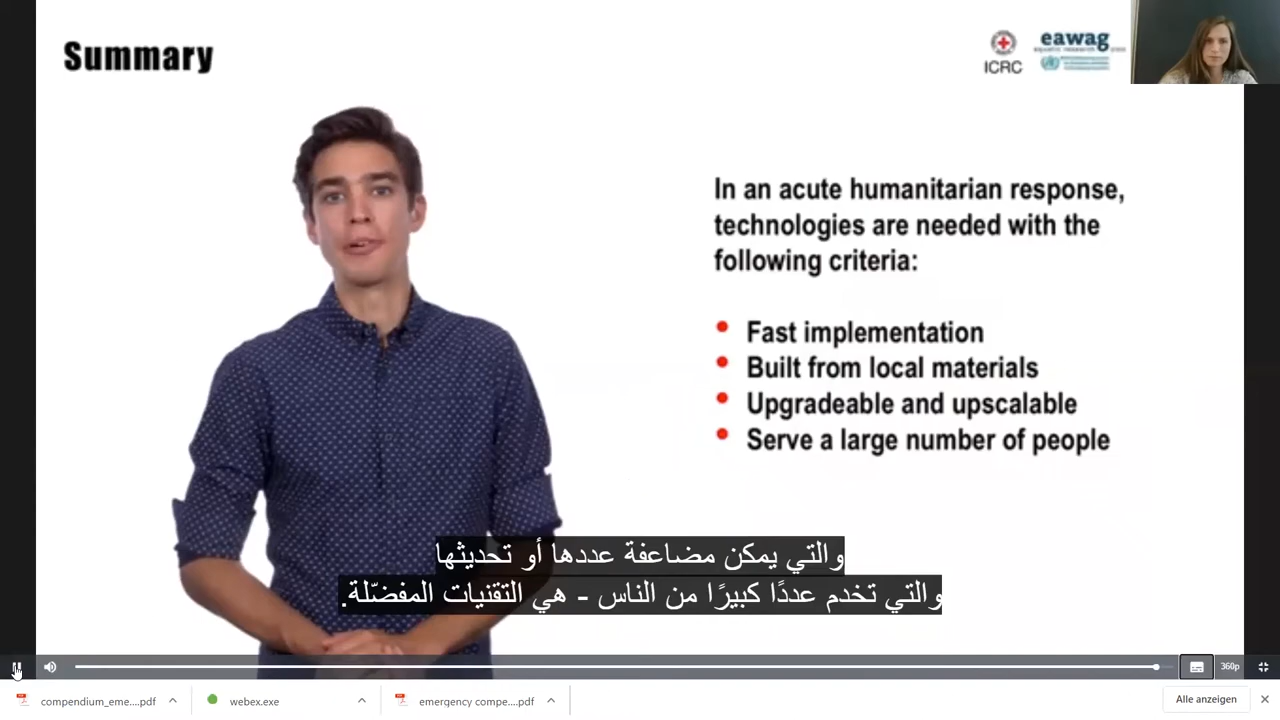 Summary
ICRC
eawag
In an acute humanitarian response,
technologies are needed with the
following criteria:
• Fast implementation
• Built from local materials
• Upgradeable and upscalable
• Serve a large number of people
والتي يمكن مضاعفة عددها أو تحديثها
والتي تخدم عددًا كبيرًا من الناس - هي التقنيات المفضّلة.
360p
compendium_eme....pdf
webex.exe
emergency compe....pdf
Alle anzeigen